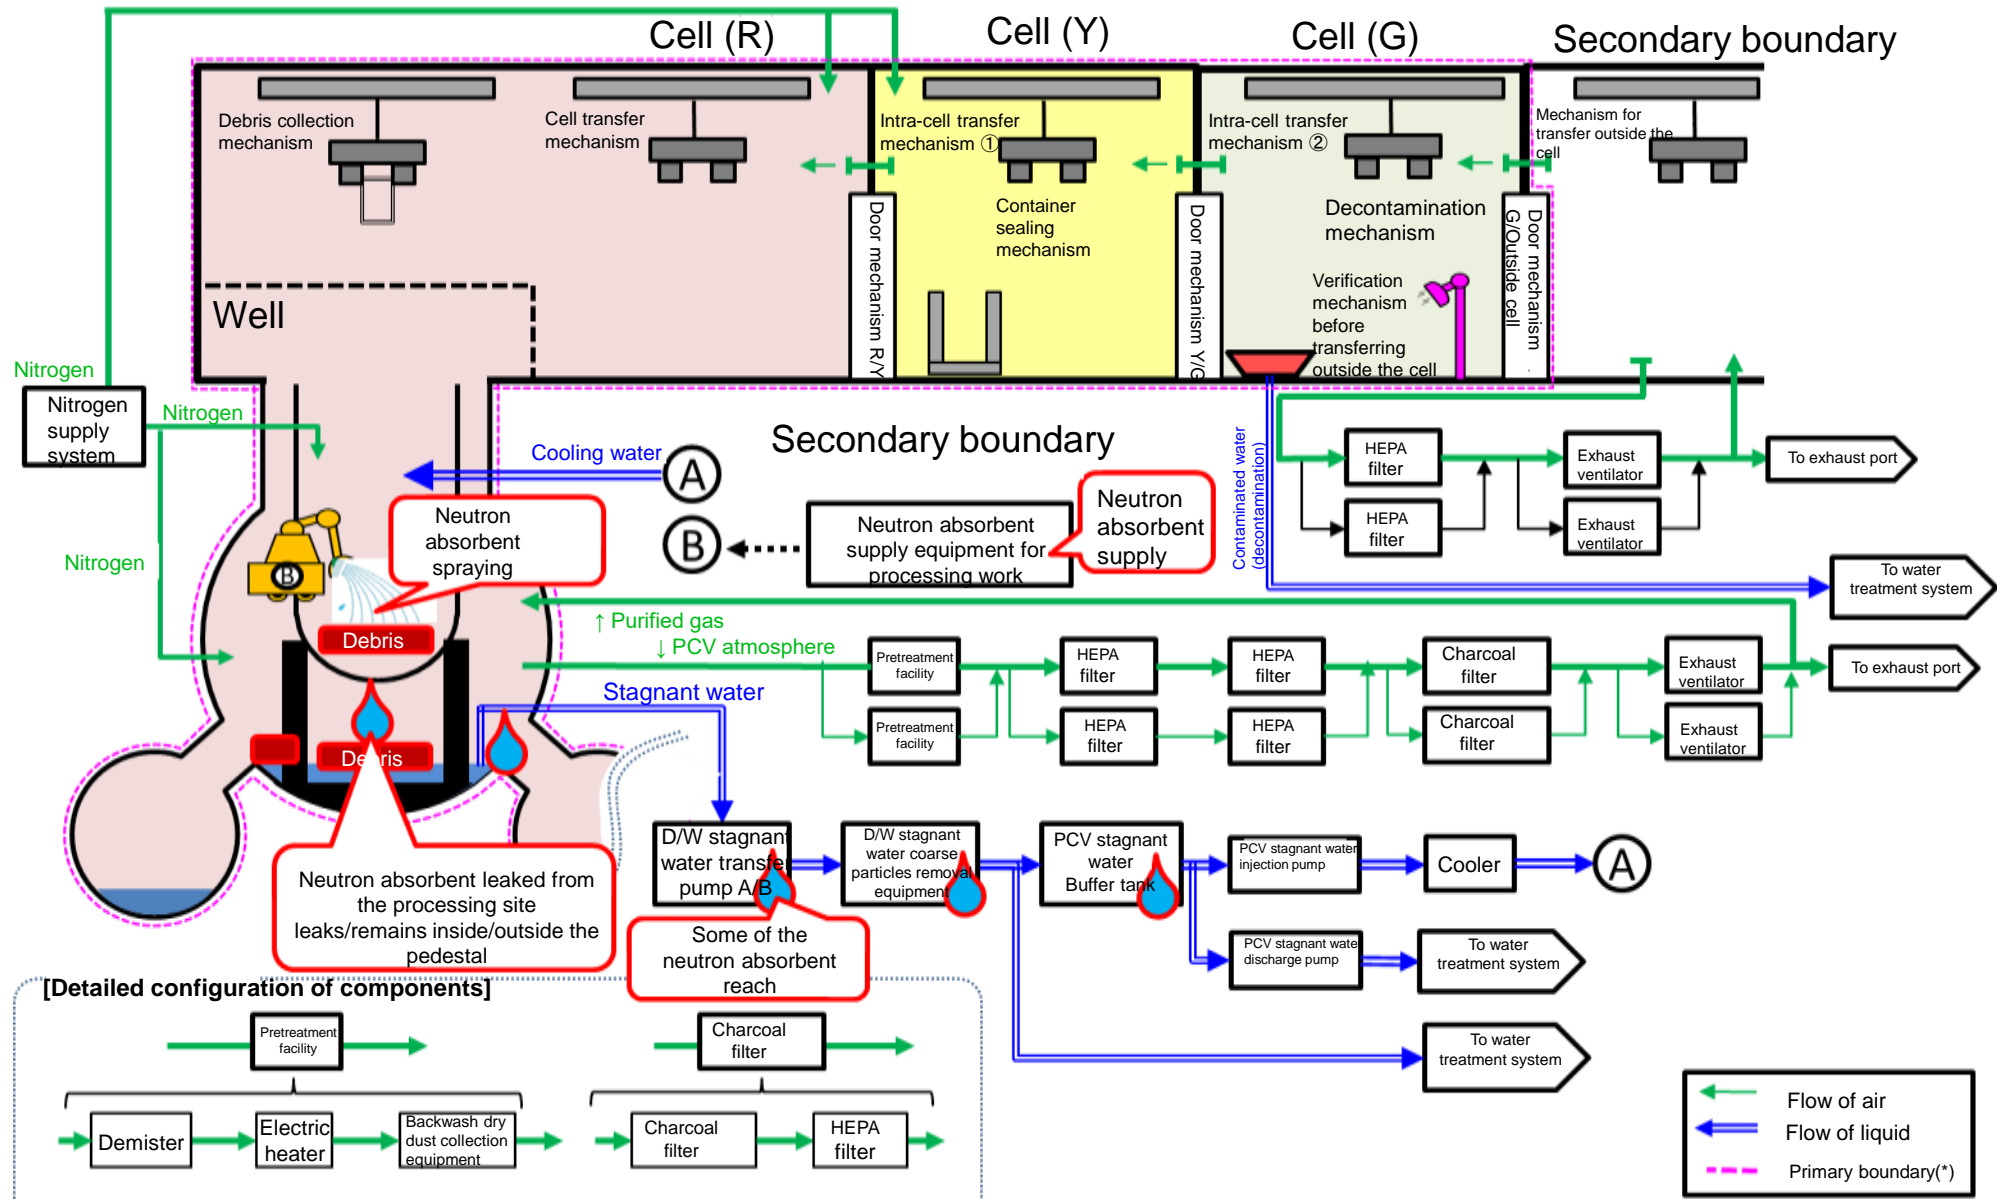 Cell (R)
Cell (Y)
Cell (G)
Secondary boundary
Debris collection
mechanism
Cell transfer
mechanism
Intra-cell transfer
mechanism ①
Intra-cell transfer
mechanism ②
Mechanism for
transfer outside the
cell
Container
sealing
mechanism
Decontamination
mechanism
Verification
mechanism
before
transferring
outside the cell
Door mechanism R/Y
Door mechanism Y/G
Door mechanism
G/Outside cell
Well
Nitrogen
Nitrogen
supply
system
Nitrogen
Nitrogen
Cooling water
A
B
Secondary boundary
Neutron absorbent
supply equipment for
processing work
Neutron
absorbent
supply
Neutron
absorbent
spraying
B
Debris
Debris
Contaminated water
(decontamination)
HEPA
filter
HEPA
filter
Exhaust
ventilator
Exhaust
ventilator
To exhaust port
To water
treatment system
↑ Purified gas
↓ PCV atmosphere
Pretreatment
facility
Pretreatment
facility
HEPA
filter
HEPA
filter
HEPA
filter
HEPA
filter
Charcoal
filter
Charcoal
filter
Exhaust
ventilator
Exhaust
ventilator
To exhaust port
Stagnant water
D/W stagnant
water transfer
pump A/B
D/W stagnant
water coarse
particles removal
equipment
PCV stagnant
water
Buffer tank
PCV stagnant water
injection pump
Cooler
A
PCV stagnant wate
discharge pump
To water
treatment system
To water
treatment system
Neutron absorbent leaked from
the processing site
leaks/remains inside/outside the
pedestal
Some of the
neutron absorbent
reach
[Detailed configuration of components]
Pretreatment
facility
Demister
Electric
heater
Backwash dry
dust collection
equipment
Charcoal
filter
Charcoal
filter
HEPA
filter
Flow of air
Flow of liquid
Primary boundary(*)